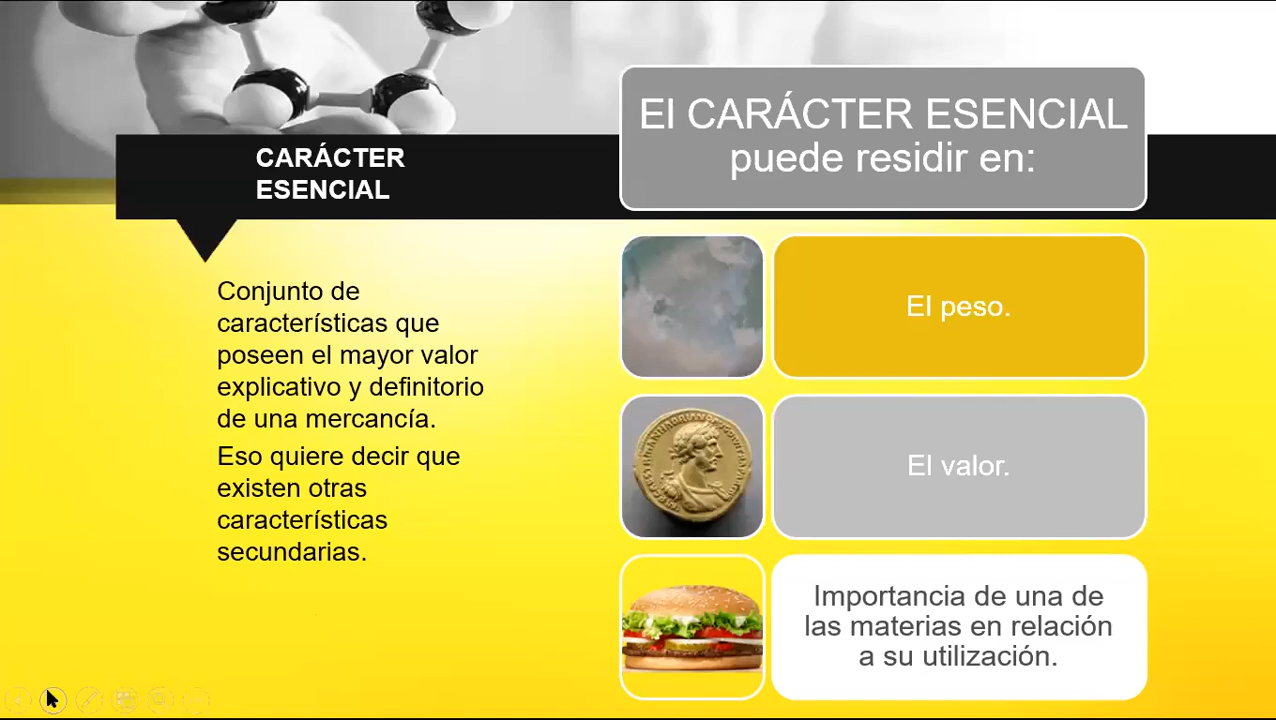 CARÁCTER
ESENCIAL
Conjunto de
características que
poseen el mayor valor
explicativo y definitorio
de una mercancía.
Eso quiere decir que
existen otras
características
secundarias.
El CARÁCTER ESENCIAL
puede residir en:
El peso.
El valor.
Importancia de una de
las materias en relación
a su utilización.